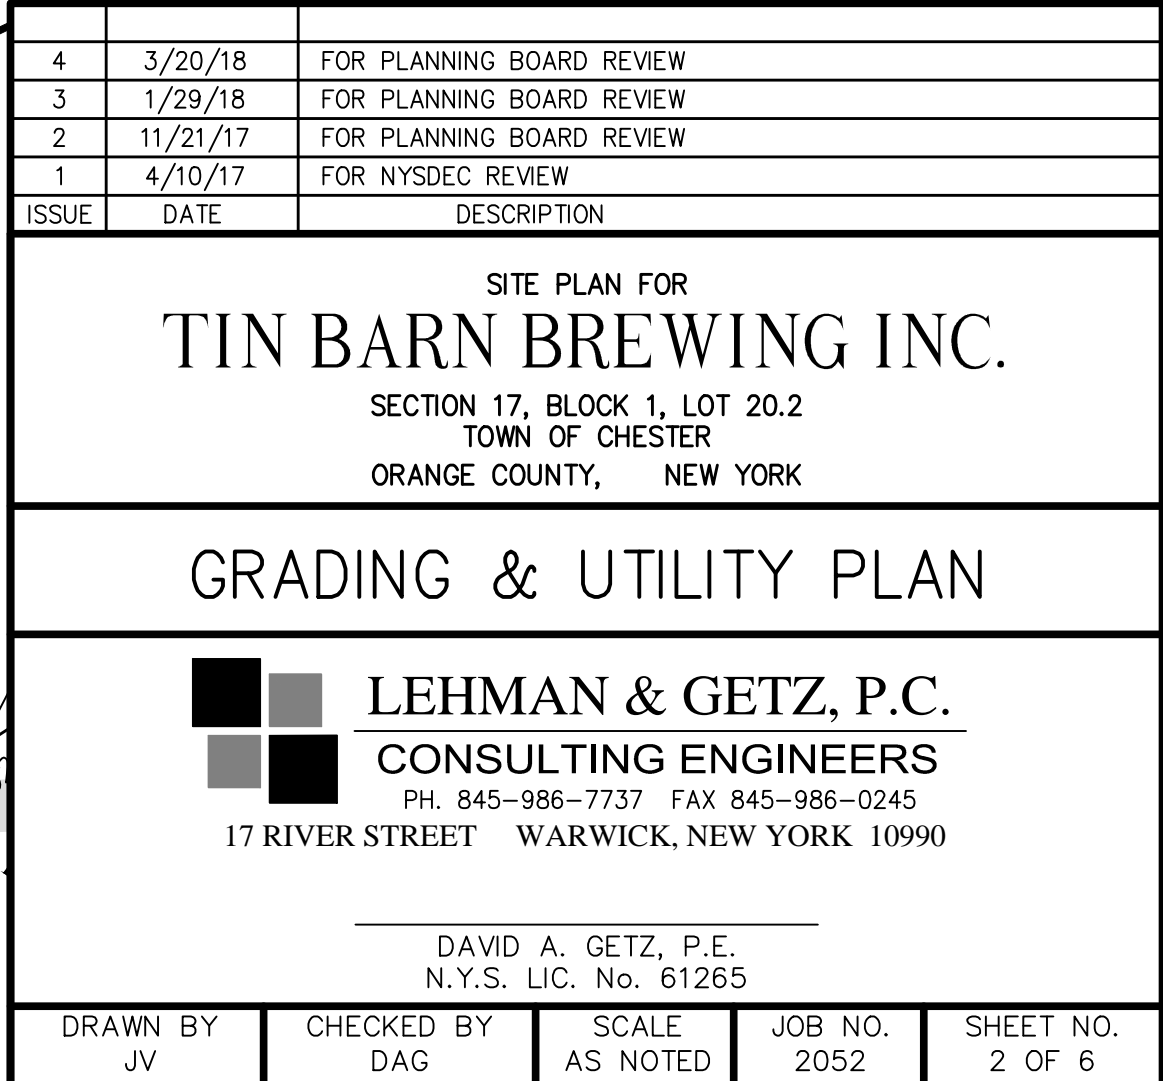 4 3/20/18 FOR PLANNING BOARD REVIEW
3 1/29/18 FOR PLANNING BOARD REVIEW
2 11/21/17 FOR PLANNING BOARD REVIEW
1 4/10/17 FOR NYSDEC REVIEW
ISSUE DATE DESCRIPTION
SITE PLAN FOR
TIN BARN BREWING INC.
SECTION 17, BLOCK 1, LOT 20.2
TOWN OF CHESTER
ORANGE COUNTY, NEW YORK
GRADING & UTILITY PLAN
LEHMAN & GETZ, P.C.
CONSULTING ENGINEERS
PH. 845-986-7737 FAX 845-986-0245
17 RIVER STREET WARWICK, NEW YORK 10990
DAVID A. GETZ, P.E.
N.Y.S. LIC. No. 61265
DRAWN BY CHECKED BY SCALE JOB NO. SHEET NO.
JV DAG AS NOTED 2052 2 OF 6